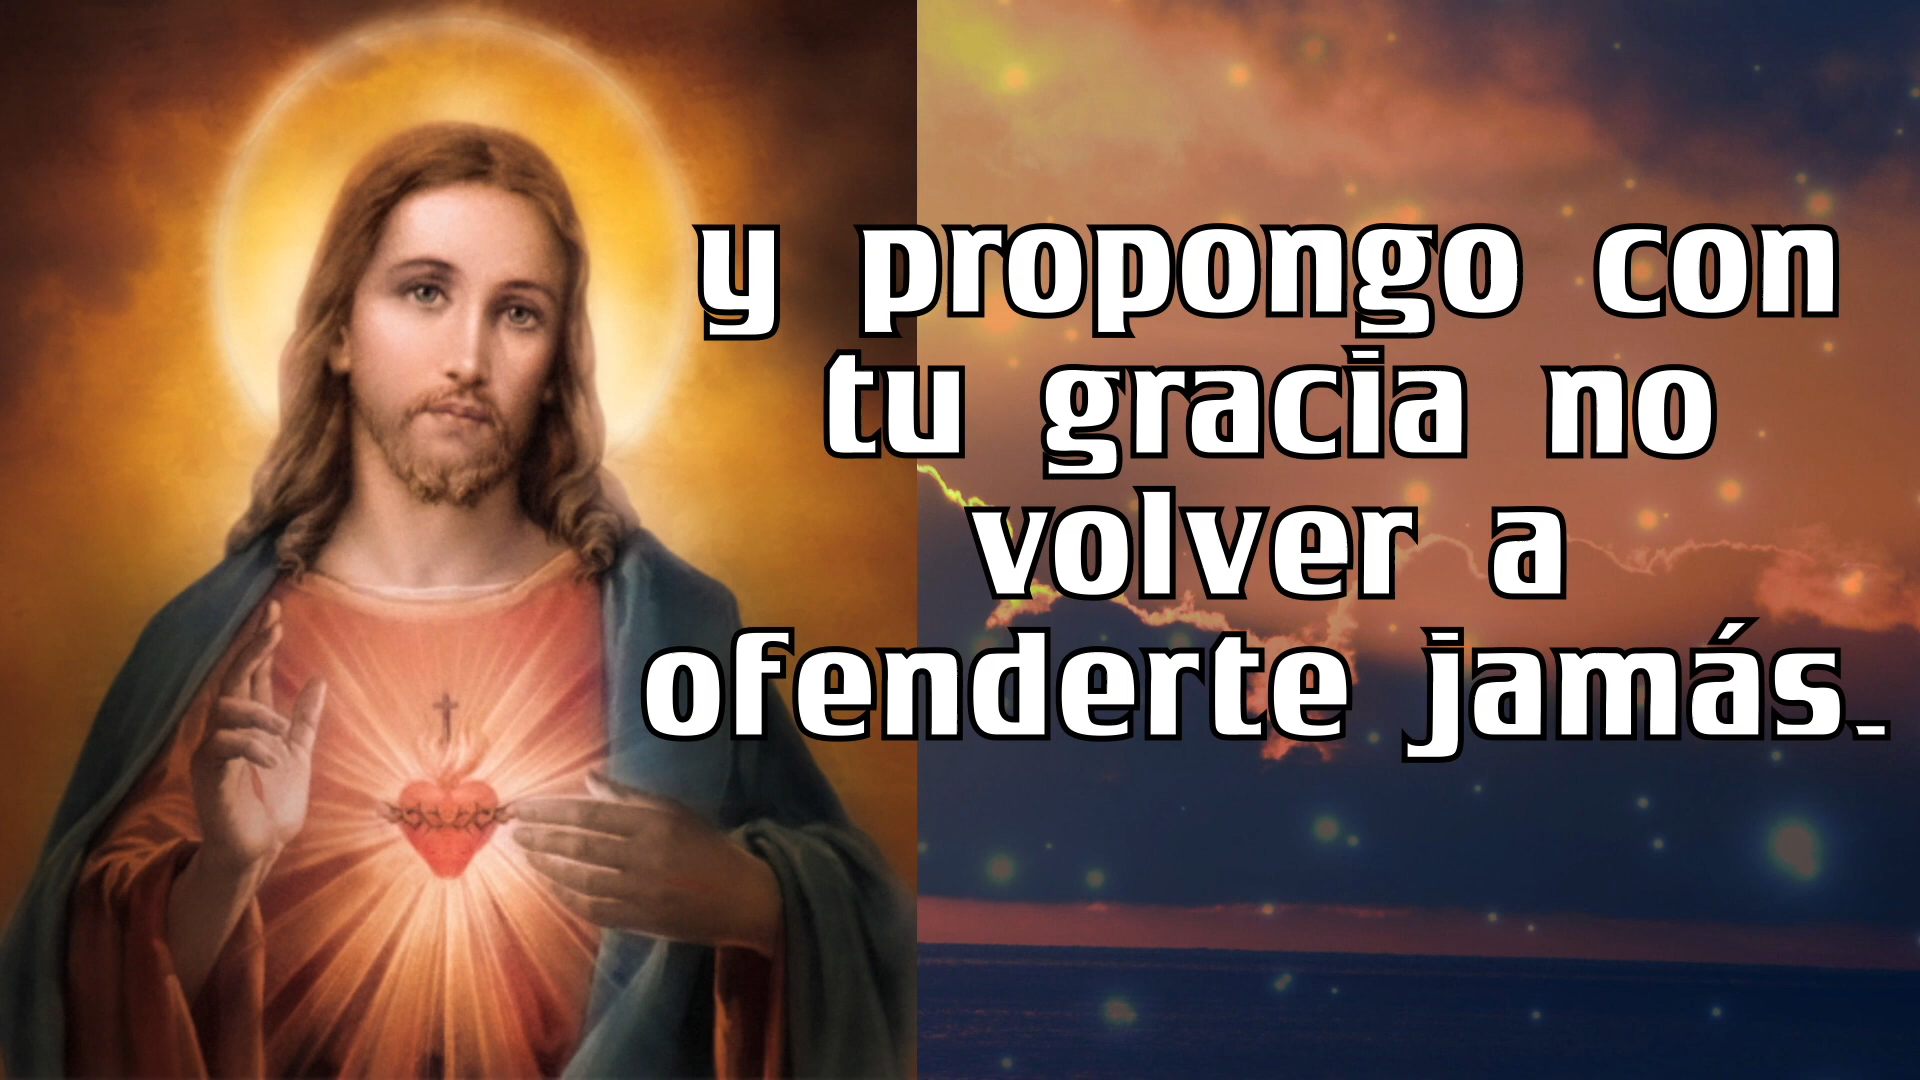 y propongo con
tu gracia no
volver a
ofenderte jamás.